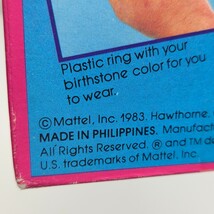 Plastic ring with your
birthstone color for you
to wear.
©Mattel, Inc. 1983. Hawthorne,
MADE IN PHILIPPINES. Manufac
All Rights Reserved. ® and TM de
U.S. trademarks of Mattel, Inc.